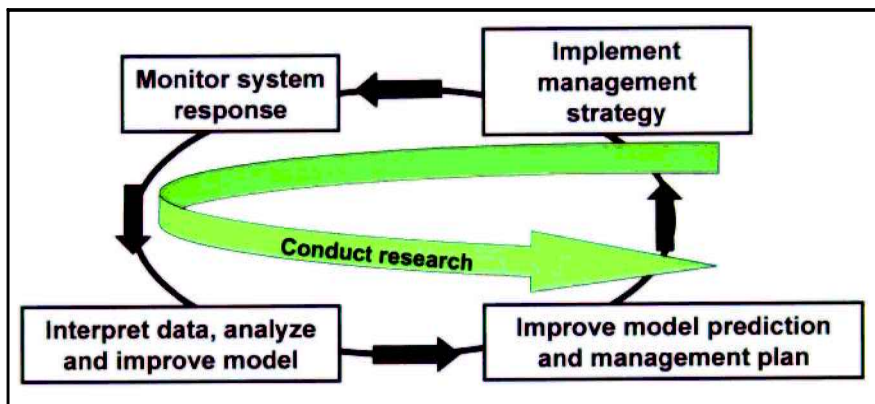 Monitor system
response
Implement
management
strategy
Conduct research
Interpret data, analyze
and improve model
Improve model prediction
and management plan